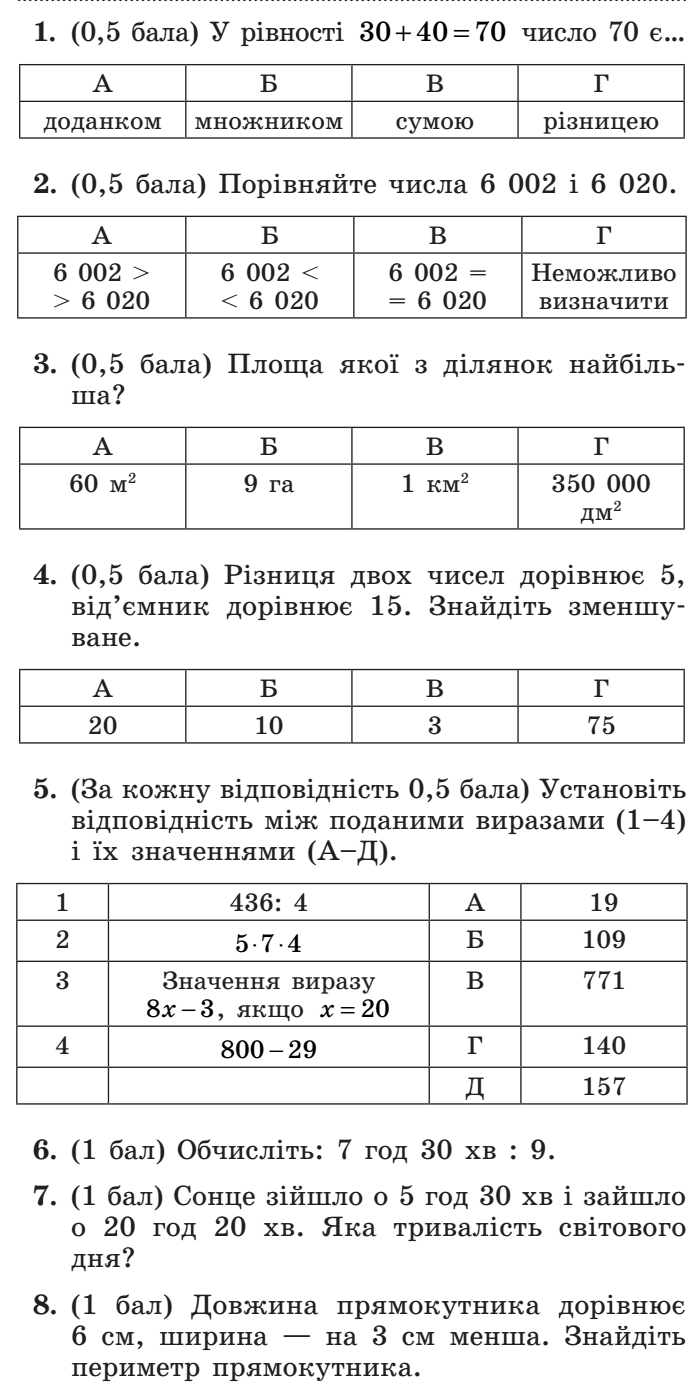 1. (0,5 бала) У рівності 30+40=70 число 70 є...
А Б В Г
доданком множником сумою різницею
2. (0,5 бала) Порівняйте числа 6 002 і 6 020.
А Б В Г
6 002 > 6 002 < 6 002 = Неможливо
> 6 020 < 6 020 = 6 020 визначити
3. (0,5 бала) Площа якої з ділянок найбіль-
ша?
А Б В Г
60 м² 9 га 1 км² 350 000
дм²
4. (0,5 бала) Різниця двох чисел дорівнює 5,
від’ємник дорівнює 15. Знайдіть зменшу-
ване.
А Б В Г
20 10 3 75
5. (За кожну відповідність 0,5 бала) Установіть
відповідність між поданими виразами (1–4)
і їх значеннями (А–Д).
1 436: 4 А 19
2 5·7·4 Б 109
3 Значення виразу В 771
8x–3, якщо x=20
4 800–29 Г 140
Д 157
6. (1 бал) Обчисліть: 7 год 30 хв : 9.
7. (1 бал) Сонце зійшло о 5 год 30 хв і зайшло
о 20 год 20 хв. Яка тривалість світового
дня?
8. (1 бал) Довжина прямокутника дорівнює
6 см, ширина — на 3 см менша. Знайдіть
периметр прямокутника.